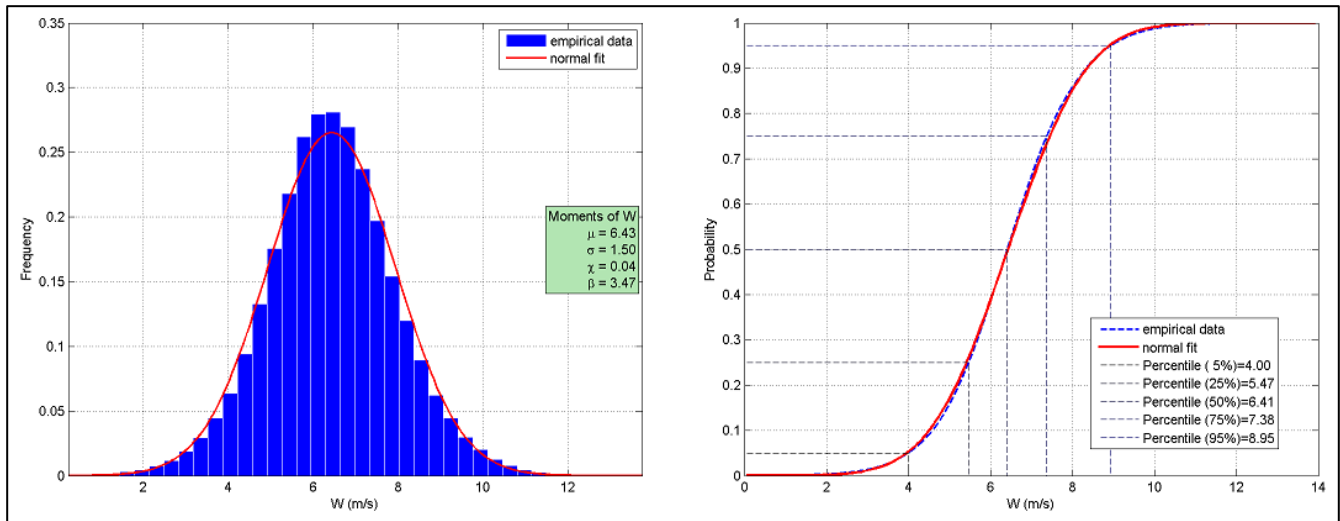 0.35
0.3
0.25
0.2
0.15
0.1
0.05
0
Frequency
2
4
6
8
10
12
W (m/s)
empirical data
normal fit
Moments of W
μ = 6.43
σ = 1.50
χ = 0.04
β = 3.47
1
0.9
0.8
0.7
0.6
0.5
0.4
0.3
0.2
0.1
0
Probability
0
2
4
6
8
10
12
14
W (m/s)
empirical data
normal fit
Percentile ( 5%)=4.00
Percentile (25%)=5.47
Percentile (50%)=6.41
Percentile (75%)=7.38
Percentile (95%)=8.95